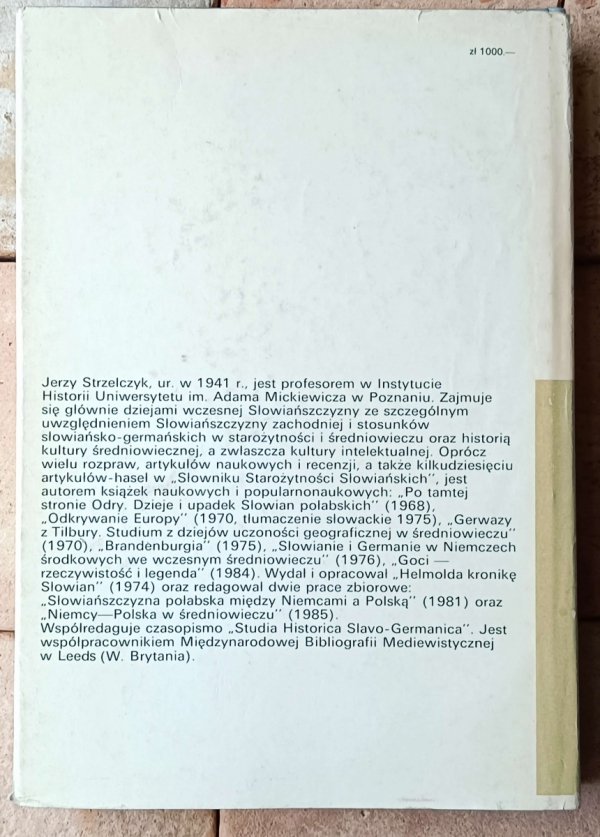 zł 1000.—
Jerzy Strzelczyk, ur. w 1941 r., jest profesorem w Instytucie
Historii Uniwersytetu im. Adama Mickiewicza w Poznaniu. Zajmuje
się głównie dziejami wczesnej Słowiańszczyzny ze szczególnym
uwzględnieniem Słowiańszczyzny zachodniej i stosunków
słowiańsko-germańskich w starożytności i średniowieczu oraz historią
kultury średniowiecznej, a zwłaszcza kultury intelektualnej. Oprócz
wielu rozpraw, artykułów naukowych i recenzji, a także kilkudziesięciu
artykułów-haseł w „Słowniku Starożytności Słowiańskich", jest
autorem książek naukowych i popularnonaukowych: „Po tamtej
stronie Odry. Dzieje i upadek Słowian połabskich" (1968),
„Odkrywanie Europy" (1970, tłumaczenie słowackie 1975), „Gerwazy
z Tilbury. Studium z dziejów uczoności geograficznej w średniowieczu"
(1970), „Brandenburgia" (1975), „Słowianie i Germanie w Niemczech
środkowych we wczesnym średniowieczu" (1976), „Goci —
rzeczywistość i legenda" (1984). Wydał i opracował „Helmolda kronikę
Słowian" (1974) oraz redagował dwie prace zbiorowe:
„Słowiańszczyzna połabska między Niemcami a Polską" (1981) oraz
„Niemcy—Polska w średniowieczu" (1985).
Współredaguje czasopismo „Studia Historica Slavo-Germanica". Jest
współpracownikiem Międzynarodowej Bibliografii Mediewistycznej
w Leeds (W. Brytania).